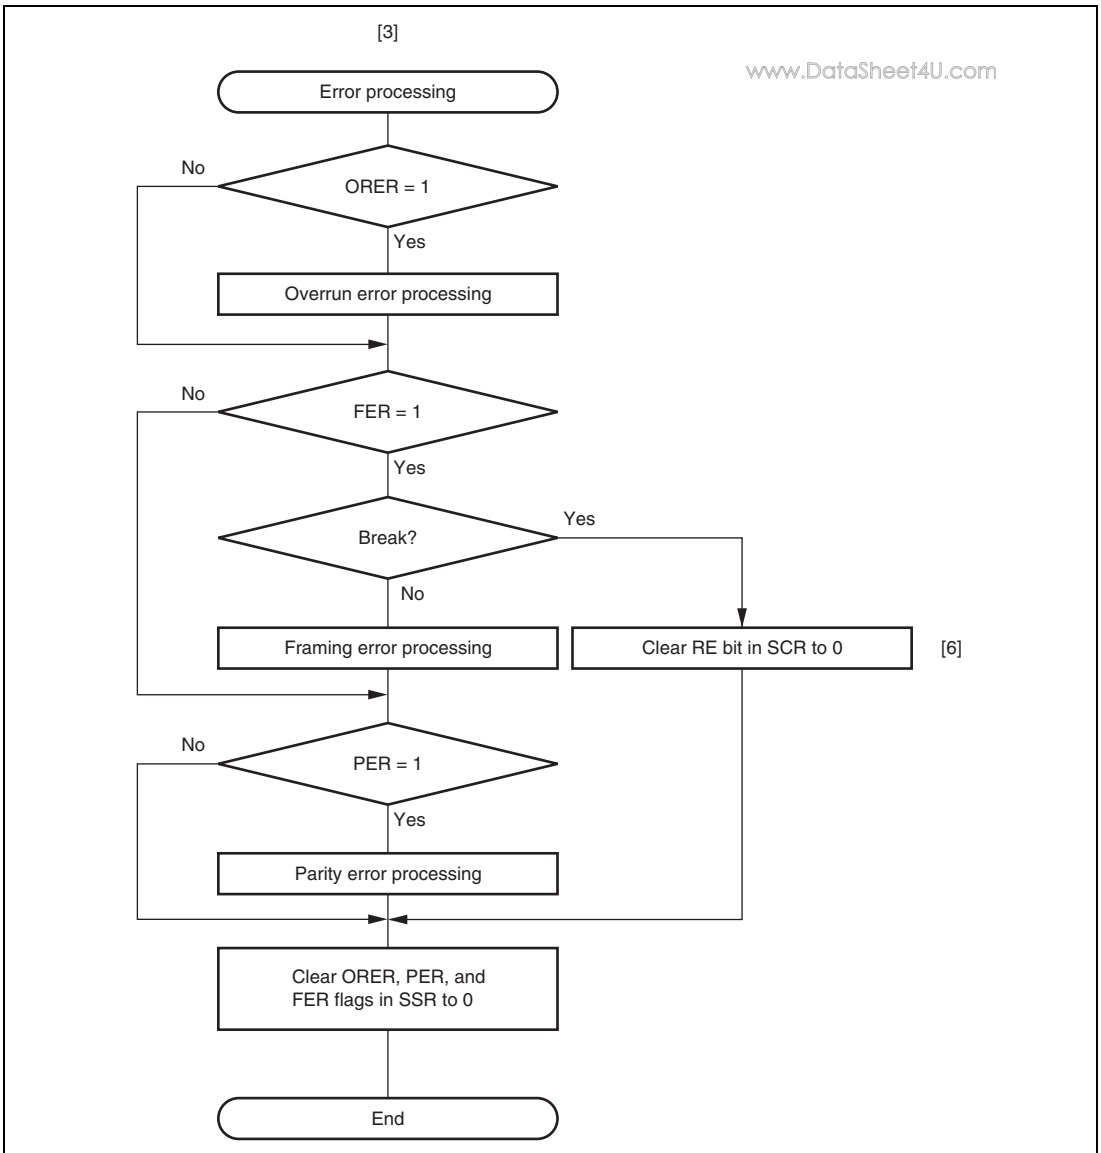 [3]
www.DataSheet4U.com
Error processing
No
ORER = 1
Yes
Overrun error processing
No
FER = 1
Yes
Break?
Yes
No
Framing error processing
Clear RE bit in SCR to 0
[6]
No
PER = 1
Yes
Parity error processing
Clear ORER, PER, and
FER flags in SSR to 0
End